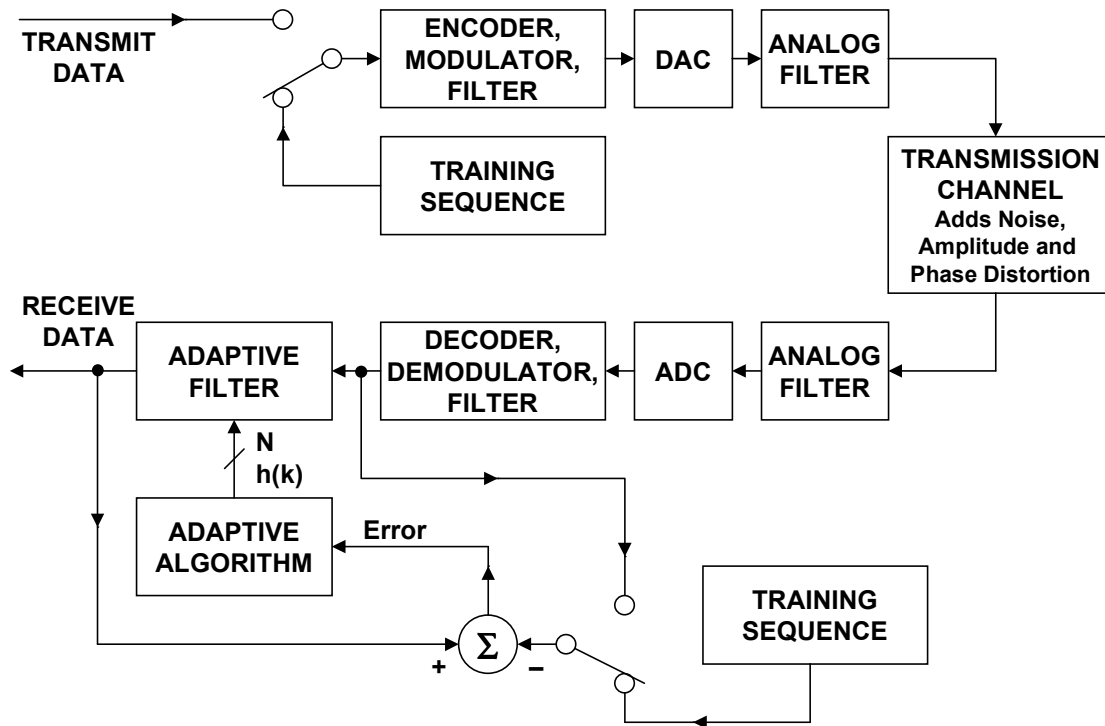 TRANSMIT
DATA
ENCODER,
MODULATOR,
FILTER
DAC
ANALOG
FILTER
TRAINING
SEQUENCE
TRANSMISSION
CHANNEL
Adds Noise,
Amplitude and
Phase Distortion
RECEIVE
DATA
ADAPTIVE
FILTER
DECODER,
DEMODULATOR,
FILTER
ADC
ANALOG
FILTER
N
h(k)
ADAPTIVE
ALGORITHM
Error
TRAINING
SEQUENCE
Σ
+
–